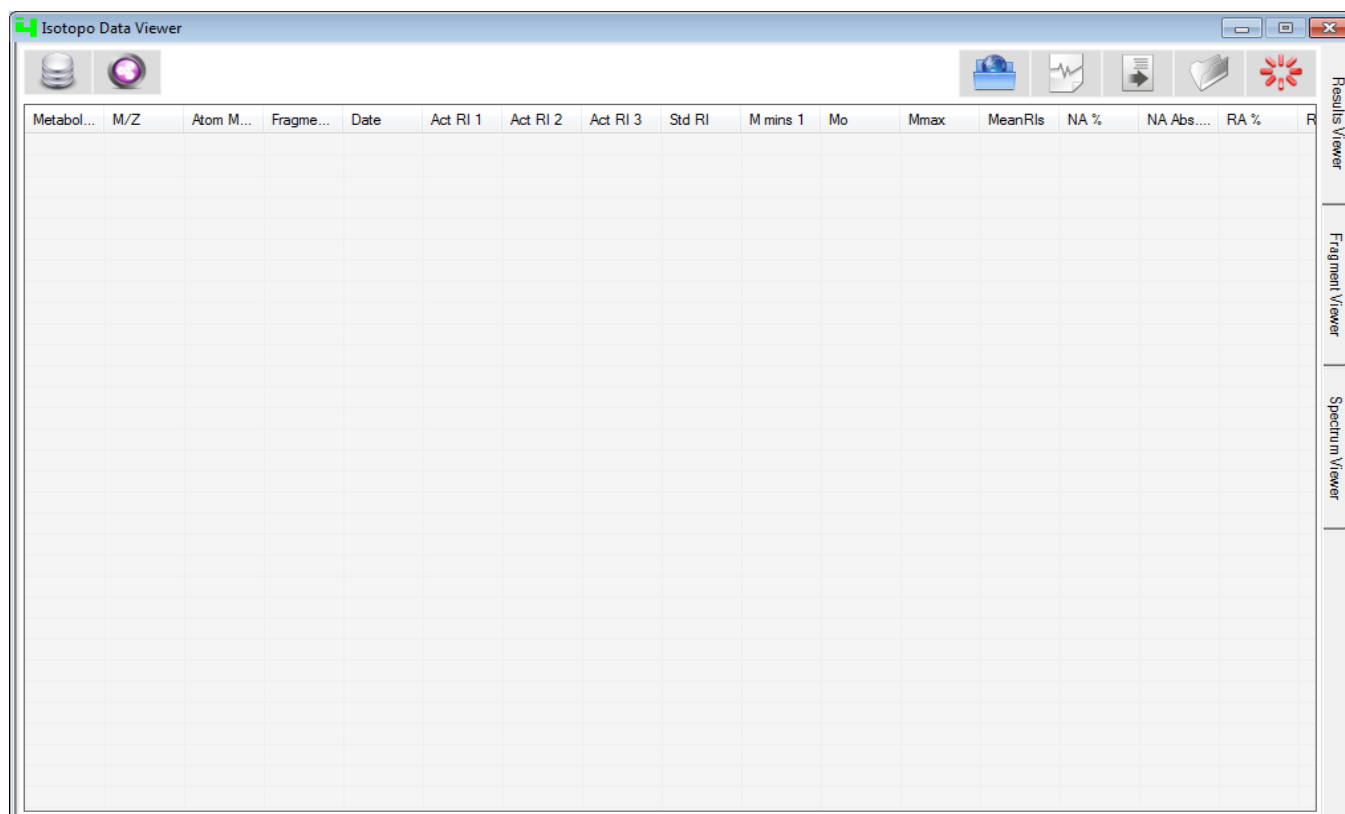 Isotopo Data Viewer
Metabol... M/Z Atom M... Fragme... Date Act RI 1 Act RI 2 Act RI 3 Std RI M mins 1 Mo Mmax MeanRIs NA % NA Abs.... RA % R
Results Viewer
Fragment Viewer
Spectrum Viewer